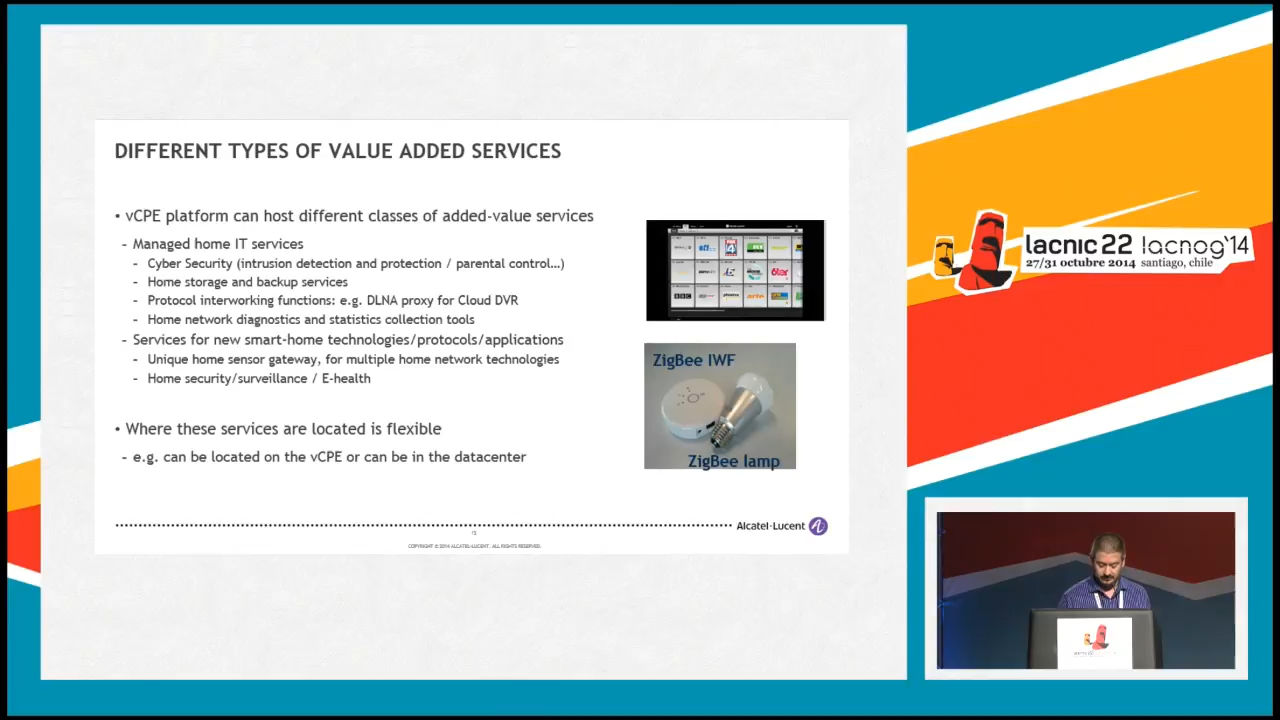 DIFFERENT TYPES OF VALUE ADDED SERVICES
• vCPE platform can host different classes of added-value services
- Managed home IT services
- Cyber Security (intrusion detection and protection / parental control…)
- Home storage and backup services
- Protocol interworking functions: e.g. DLNA proxy for Cloud DVR
- Home network diagnostics and statistics collection tools
- Services for new smart-home technologies/protocols/applications
- Unique home sensor gateway, for multiple home network technologies
- Home security/surveillance / E-health
• Where these services are located is flexible
- e.g. can be located on the vCPE or can be in the datacenter
BBC
arte
ZigBee IWF
ZigBee lamp
Alcatel·Lucent
COPYRIGHT © 2014 ALCATEL-LUCENT. ALL RIGHTS RESERVED.
lacnic 22 lacnog'14
27/31 octubre 2014 santiago, chile